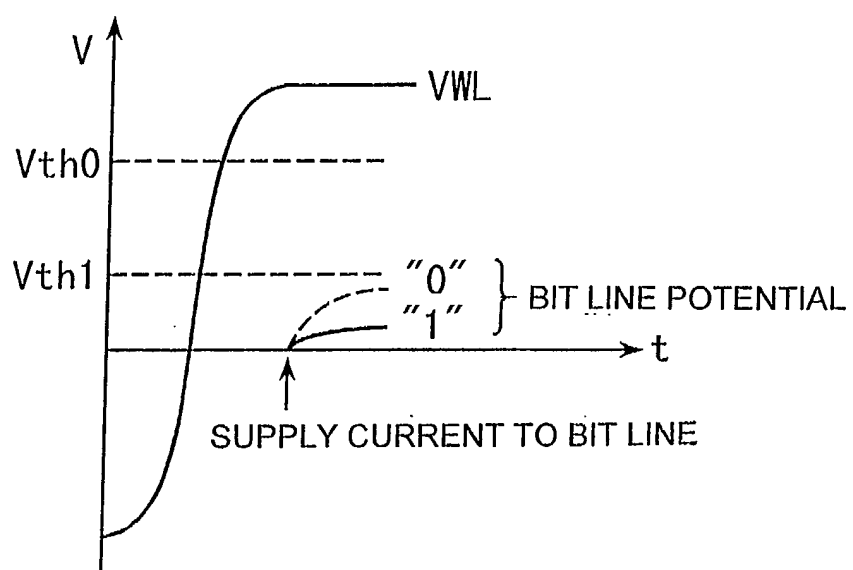 V
VWL
Vth0
Vth1
"0"
"1"
BIT LINE POTENTIAL
t
SUPPLY CURRENT TO BIT LINE